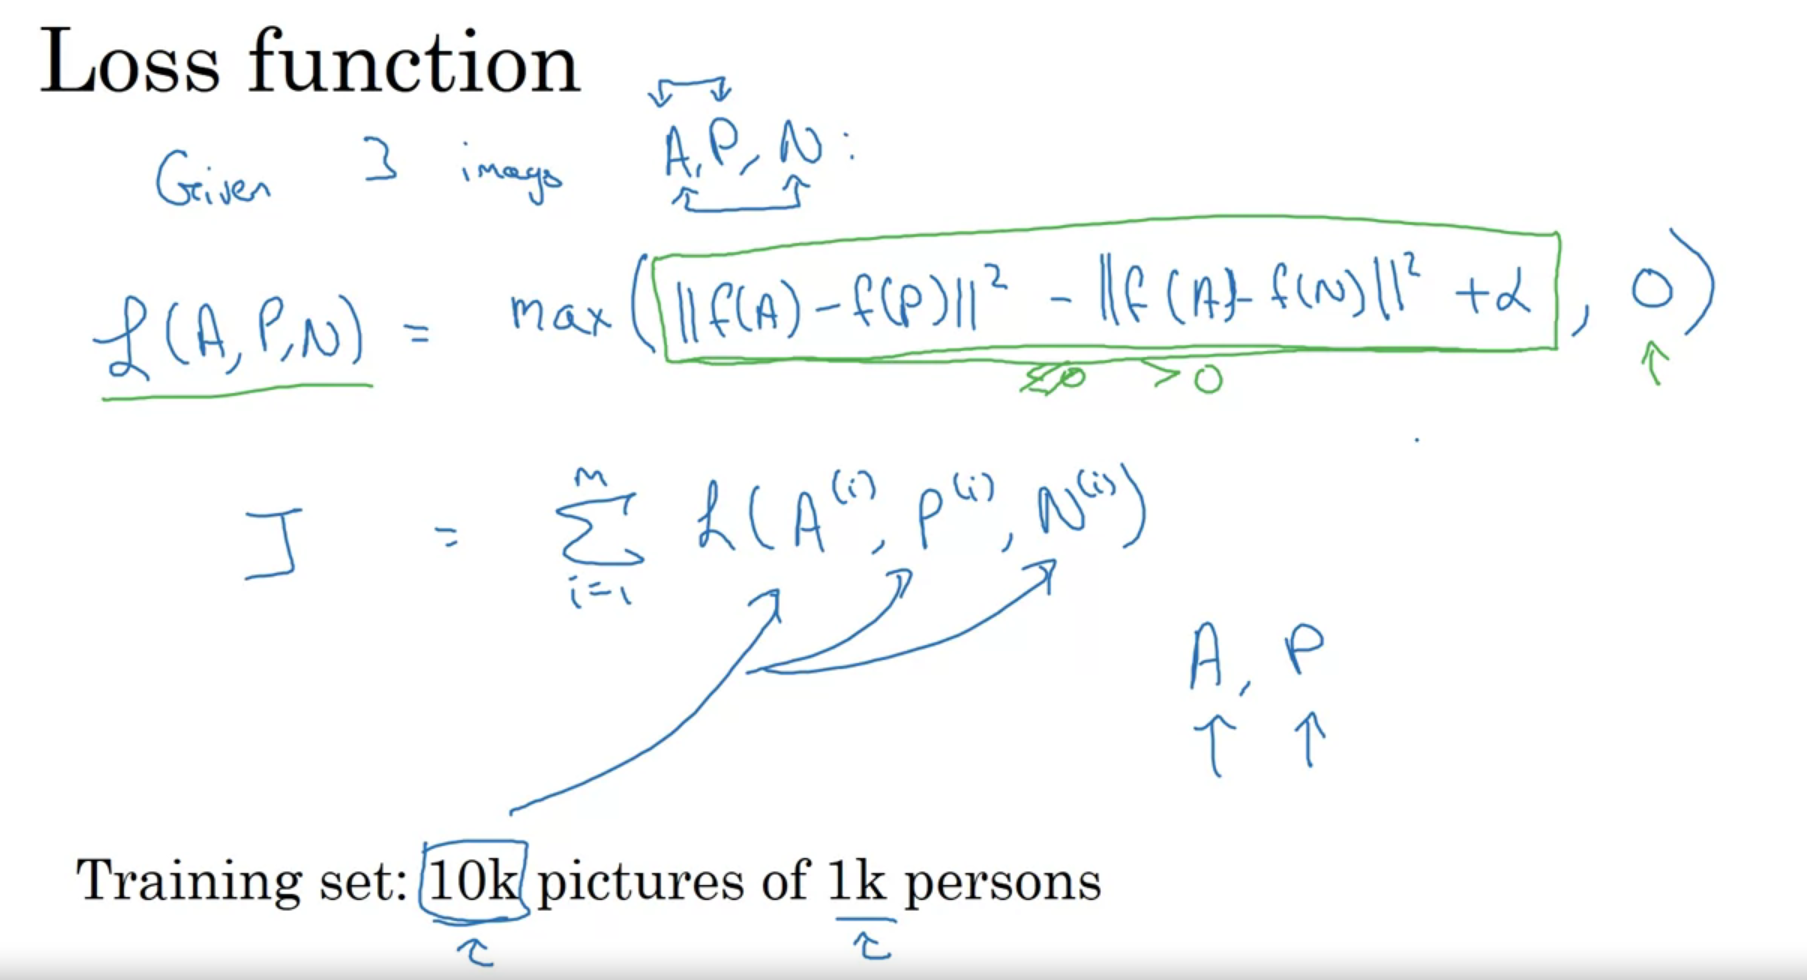 Loss function
Given 3 images A, P, N:
L(A, P, N) = max(||f(A) - f(P)||² - ||f(A) - f(N)||² + α, 0)
≤0 >0
J = Σ_{i=1}^{M} L(A^{(i)}, P^{(i)}, N^{(i)})
A, P
Training set: 10k pictures of 1k persons